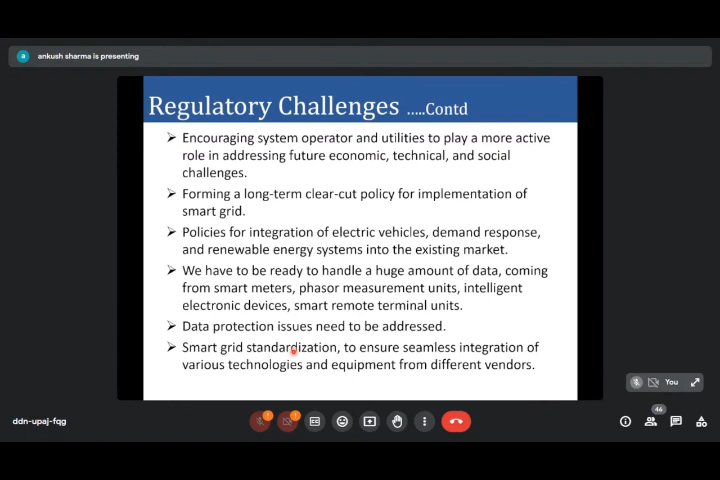 a ankush sharma is presenting
Regulatory Challenges .....Contd
➢ Encouraging system operator and utilities to play a more active
role in addressing future economic, technical, and social
challenges.
➢ Forming a long-term clear-cut policy for implementation of
smart grid.
➢ Policies for integration of electric vehicles, demand response,
and renewable energy systems into the existing market.
➢ We have to be ready to handle a huge amount of data, coming
from smart meters, phasor measurement units, intelligent
electronic devices, smart remote terminal units.
➢ Data protection issues need to be addressed.
➢ Smart grid standardization, to ensure seamless integration of
various technologies and equipment from different vendors.
You
46
ddn-upaj-fqg